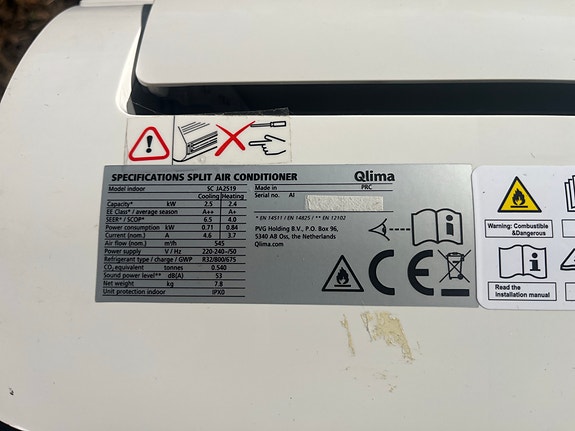 SPECIFICATIONS SPLIT AIR CONDITIONER
Model indoor SC JA2519
Cooling Heating
Capacity* kW 2.5 2.4
EE Class* / average season A++ A+
SEER* / SCOP* 6.5 4.0
Power consumption kW 0.71 0.84
Current (nom.) A 4.6 3.7
Air flow (nom.) m³/h 545
Power supply V / Hz 220-240~/50
Refrigerant type / charge / GWP R32/800/675
CO₂ equivalent tonnes 0.540
Sound power level** dB(A) 53
Net weight kg 7.8
Unit protection indoor IPX0
Qlima
Made in PRC
Serial no. AI
* EN 14511 / EN 14825 / ** EN 12102
PVG Holding B.V., P.O. Box 96,
5340 AB Oss, the Netherlands
Qlima.com
CE
Warning: Combustible
&Dangerous
Read the
installation manual